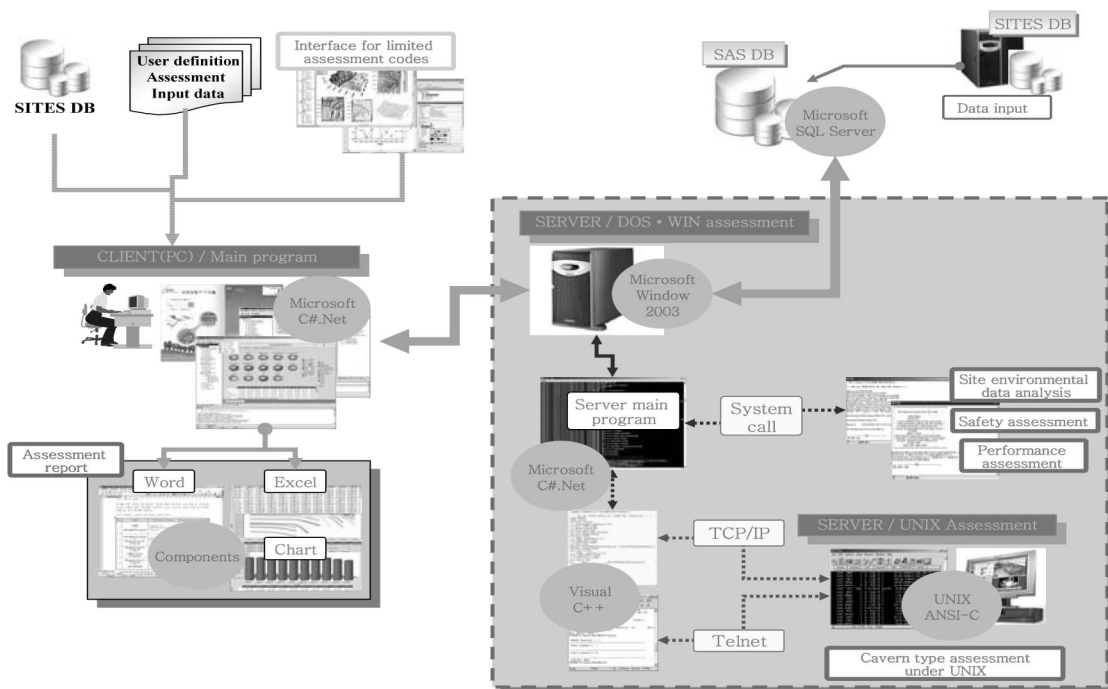 SITES DB
User definition
Assessment
Input data
Interface for limited
assessment codes
SAS DB
SITES DB
Microsoft
SQL Server
Data input
CLIENT(PC) / Main program
Microsoft
C#.Net
SERVER / DOS • WIN assessment
Microsoft
Window
2003
Server main
program
System
call
Site environmental
data analysis
Safety assessment
Performance
assessment
Microsoft
C#.Net
Assessment
report
Word
Excel
Components
Chart
TCP/IP
SERVER / UNIX Assessment
Visual
C++
UNIX
ANSI-C
Telnet
Cavern type assessment
under UNIX